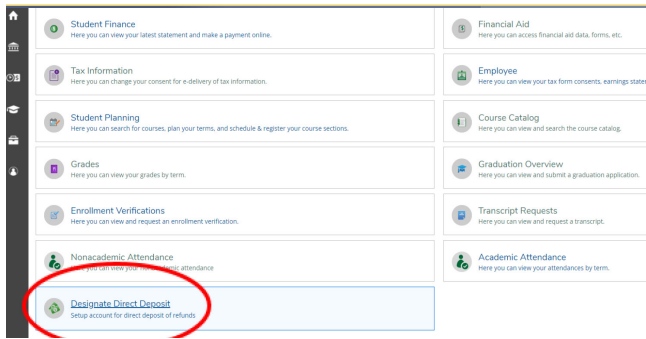 Student Finance
Here you can view your latest statement and make a payment online.
Financial Aid
Here you can access financial aid data, forms, etc.
Tax Information
Here you can change your consent for e-delivery of tax information.
Employee
Here you can view your tax form consents, earnings
Student Planning
Here you can search for courses, plan your terms, and schedule & register your course sections.
Course Catalog
Here you can view and search the course catalog.
Grades
Here you can view your grades by term.
Graduation Overview
Here you can view and submit a graduation application.
Enrollment Verifications
Here you can view and request an enrollment verification.
Transcript Requests
Here you can view and request a transcript.
Nonacademic Attendance
Here you can view your attendance
Academic Attendance
Here you can view your attendances by term.
Designate Direct Deposit
Setup account for direct deposit of refunds